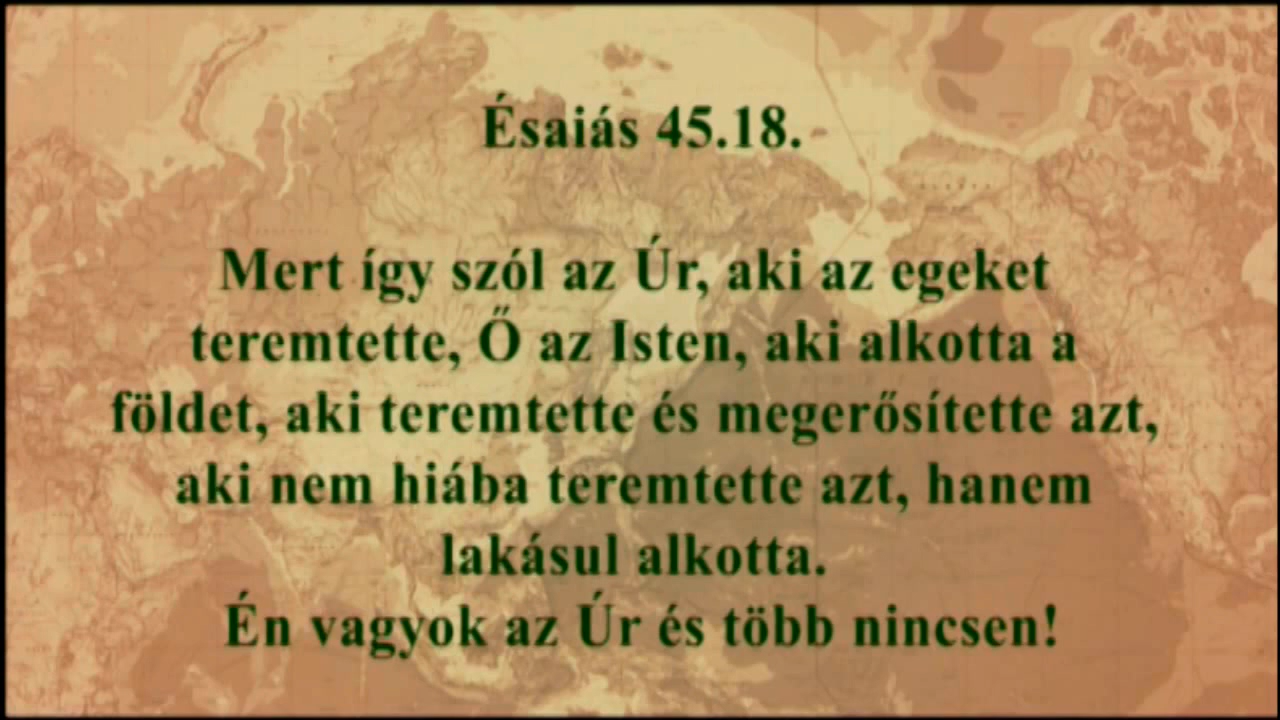 Ésaiás 45.18.
Mert így szól az Úr, aki az egeket
teremtette, Ő az Isten, aki alkotta a
földet, aki teremtette és megerősítette azt,
aki nem hiába teremtette azt, hanem
lakásul alkotta.
Én vagyok az Úr és több nincsen!